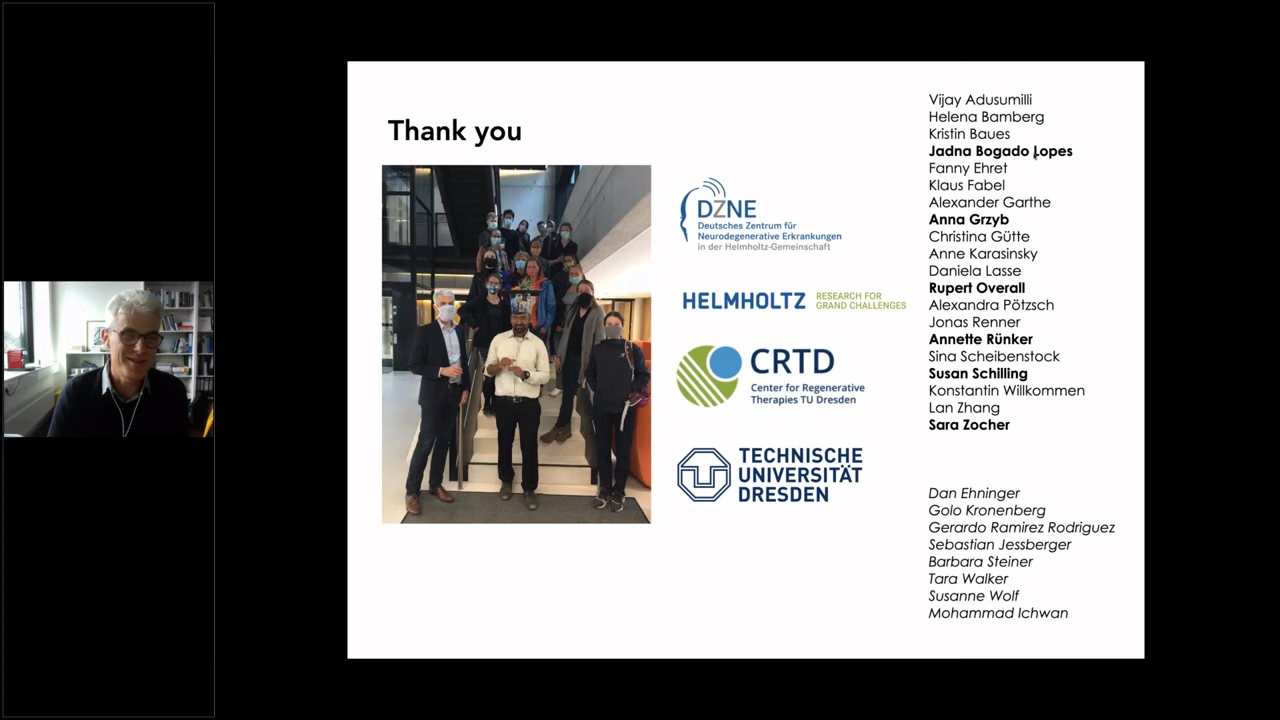 Thank you
DZNE
Deutsches Zentrum für
Neurodegenerative Erkrankungen
in der Helmholtz-Gemeinschaft
HELMHOLTZ
RESEARCH FOR
GRAND CHALLENGES
CRTD
Center for Regenerative
Therapies TU Dresden
TECHNISCHE
UNIVERSITÄT
DRESDEN
Vijay Adusumilli
Helena Bamberg
Kristin Baues
Jadna Bogado Lopes
Fanny Ehret
Klaus Fabel
Alexander Garthe
Anna Grzyb
Christina Gütte
Anne Karasinsky
Daniela Lasse
Rupert Overall
Alexandra Pötzsch
Jonas Renner
Annette Rünker
Sina Scheibenstock
Susan Schilling
Konstantin Willkommen
Lan Zhang
Sara Zocher
Dan Ehninger
Golo Kronenberg
Gerardo Ramirez Rodriguez
Sebastian Jessberger
Barbara Steiner
Tara Walker
Susanne Wolf
Mohammad Ichwan